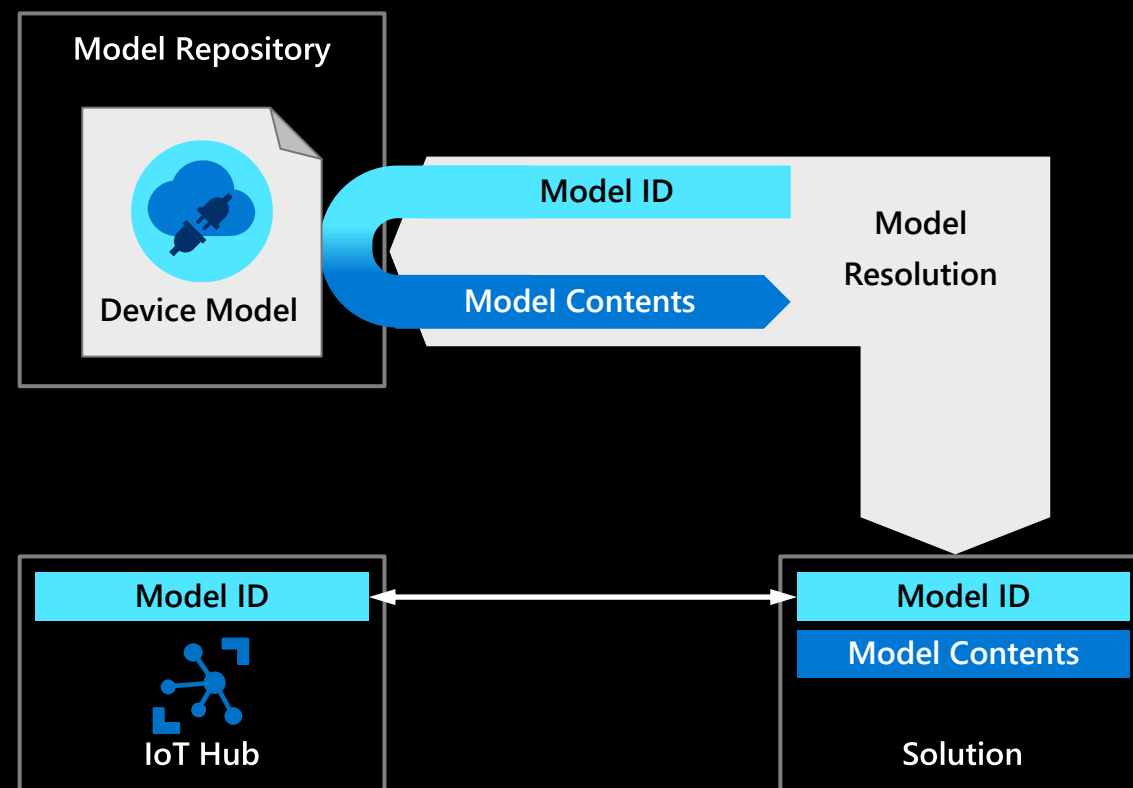 Model Repository
Device Model
Model ID
Model Contents
Model
Resolution
Model ID
IoT Hub
Model ID
Model Contents
Solution